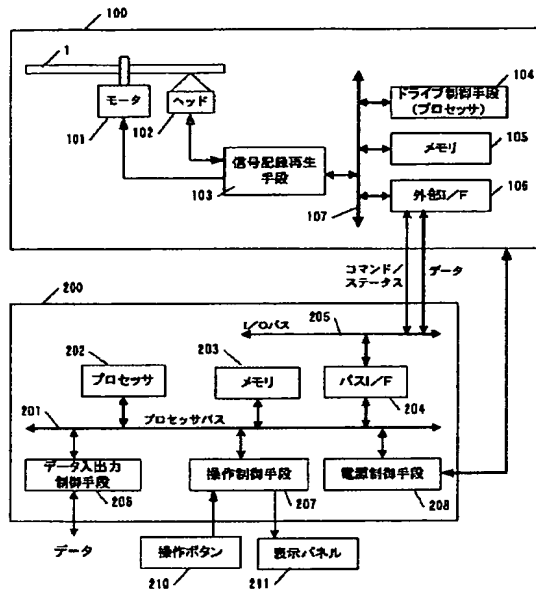 100
1
モータ
101
ヘッド
102
信号記録再生
手段
103
107
ドライブ制御手段
(プロセッサ)
104
メモリ
105
外部I/F
106
コマンド/
ステータス
データ
200
I/Oバス
205
202
プロセッサ
203
メモリ
バスI/F
204
201
プロセッサバス
データ入出力
制御手段
206
操作制御手段
207
電源制御手段
208
データ
操作ボタン
210
表示パネル
211